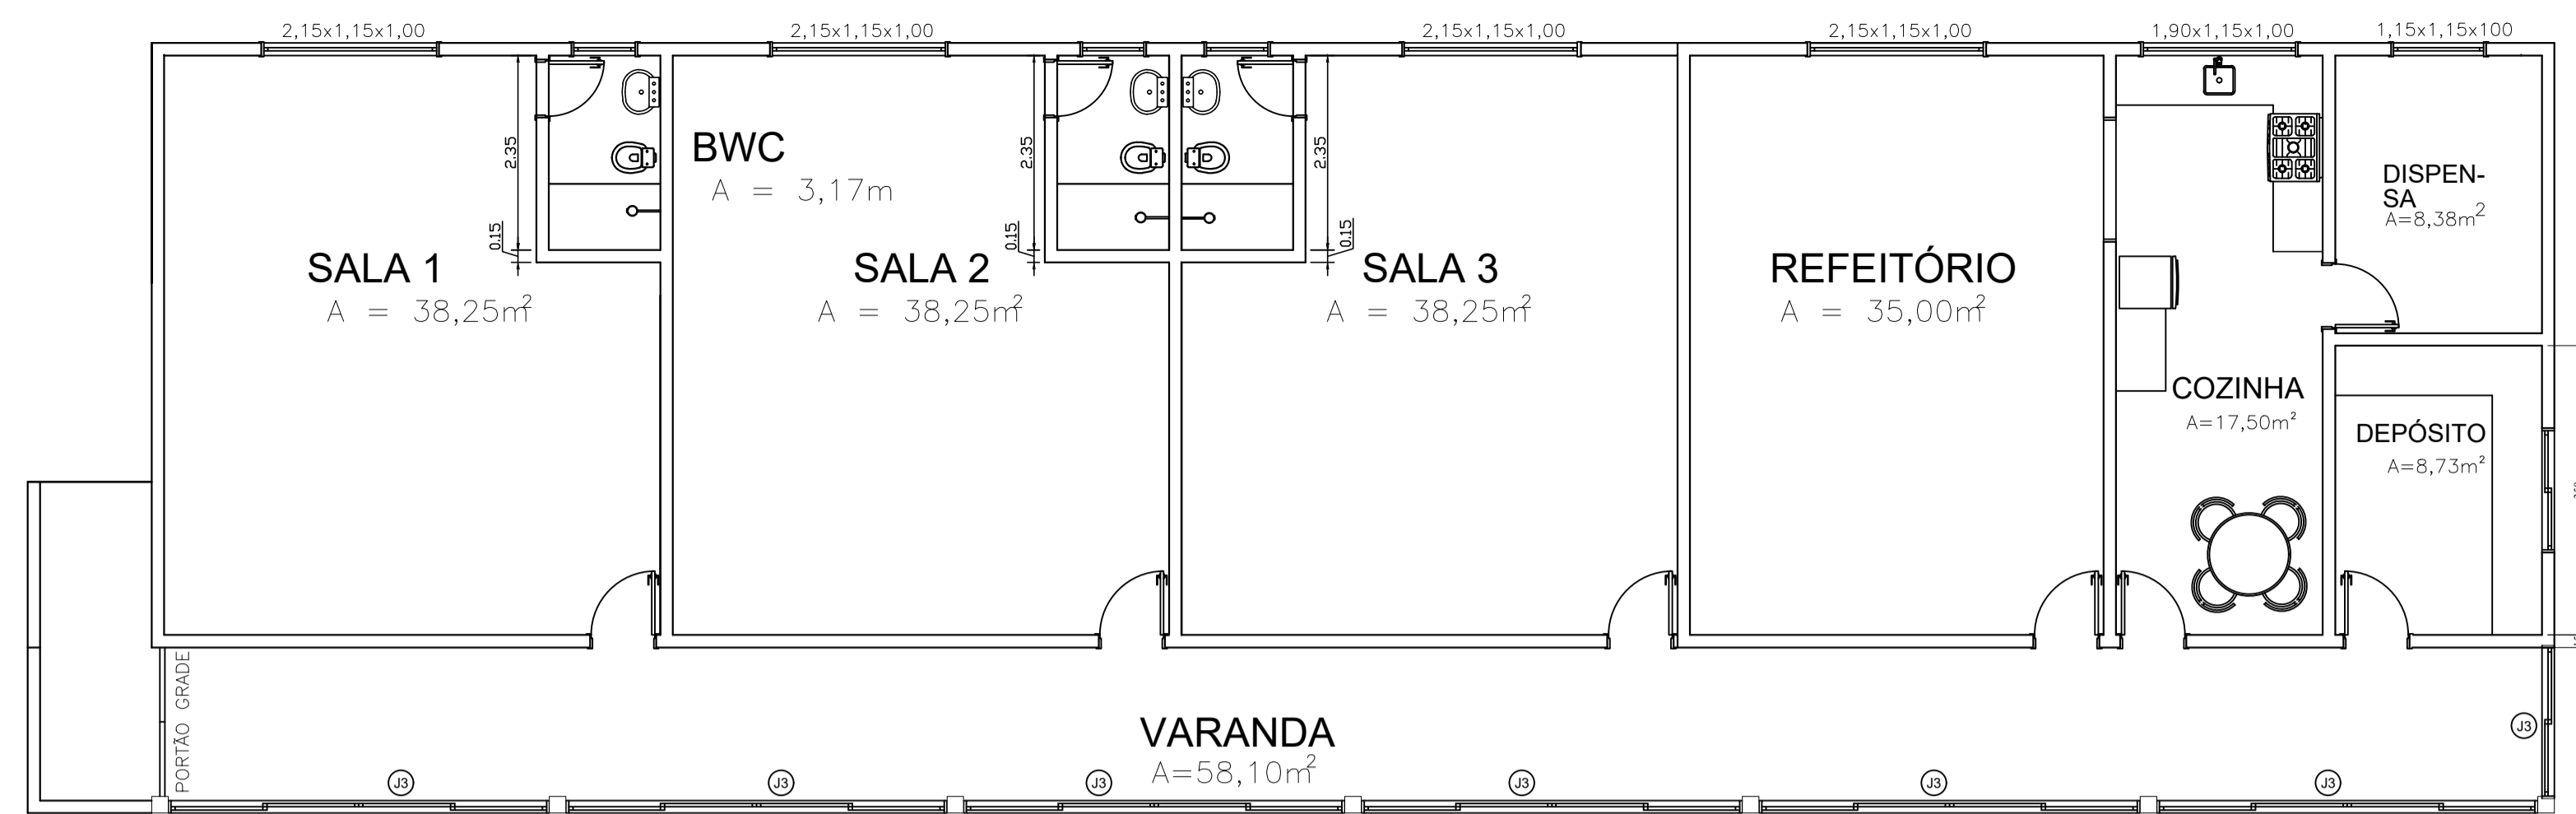 2,15x1,15x1,00
2,15x1,15x1,00
2,15x1,15x1,00
2,15x1,15x1,00
1,90x1,15x1,00
1,15x1,15x100
2.35
0.15
BWC
A = 3,17m
2.35
0.15
2.35
0.15
SALA 1
A = 38,25m²
SALA 2
A = 38,25m²
SALA 3
A = 38,25m²
REFEITÓRIO
A = 35,00m²
DISPEN-
SA
A=8,38m²
COZINHA
A=17,50m²
DEPÓSITO
A=8,73m²
PORTÃO GRADE
VARANDA
A=58,10m²
J3
J3
J3
J3
J3
J3
J3